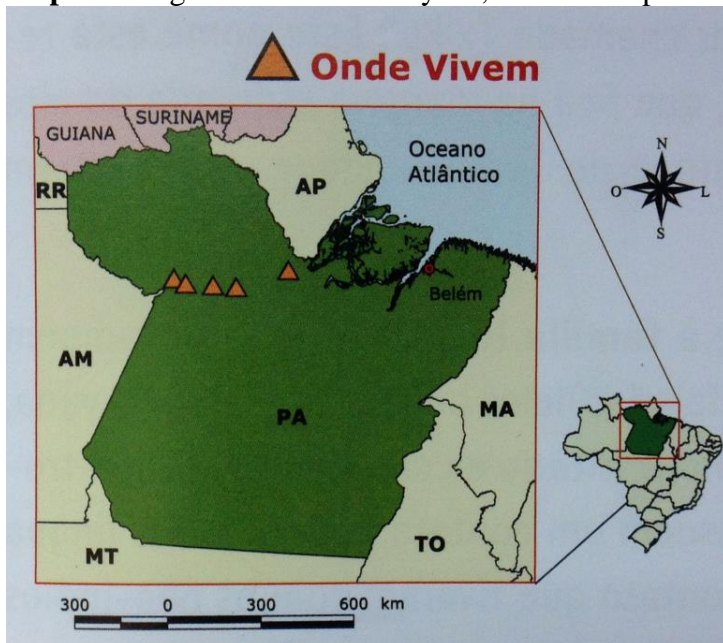 Onde Vivem
GUIANA
SURINAME
RR
AP
Oceano
Atlântico
N
O
L
S
Belém
AM
PA
MA
MT
TO
300 0 300 600 km